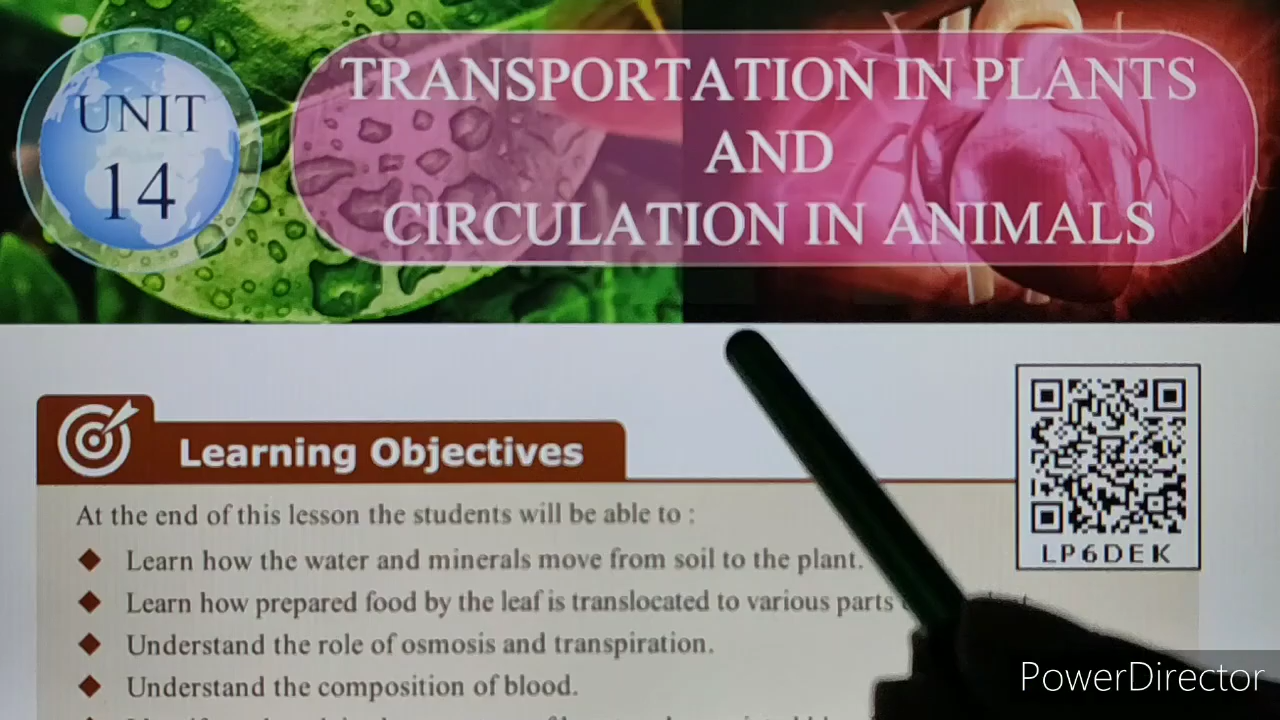 UNIT
14
TRANSPORTATION IN PLANTS
AND
CIRCULATION IN ANIMALS
Learning Objectives
At the end of this lesson the students will be able to :
◆ Learn how the water and minerals move from soil to the plant.
◆ Learn how prepared food by the leaf is translocated to various parts
◆ Understand the role of osmosis and transpiration.
◆ Understand the composition of blood.
LP6DEK
PowerDirector